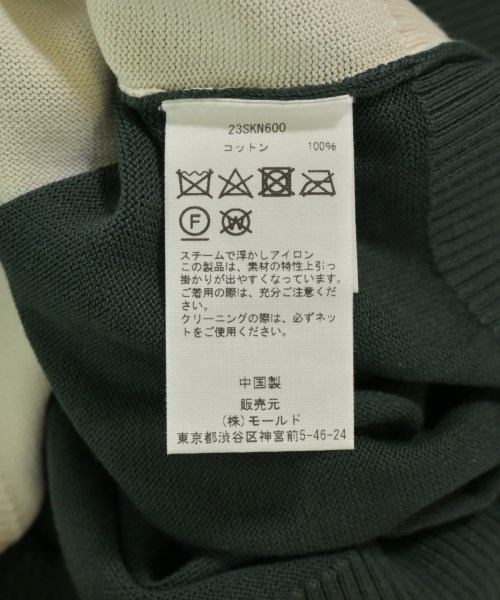 23SKN600
コットン 100%
F W
スチームで浮かしアイロン
この製品は、素材の特性上引っ
掛かりが出やすくなっています。
ご着用の際は、充分ご注意くだ
さい。
クリーニングの際は、必ずネッ
トをご使用ください。
中国製
販売元
(株)モールド
東京都渋谷区神宮前5-46-24